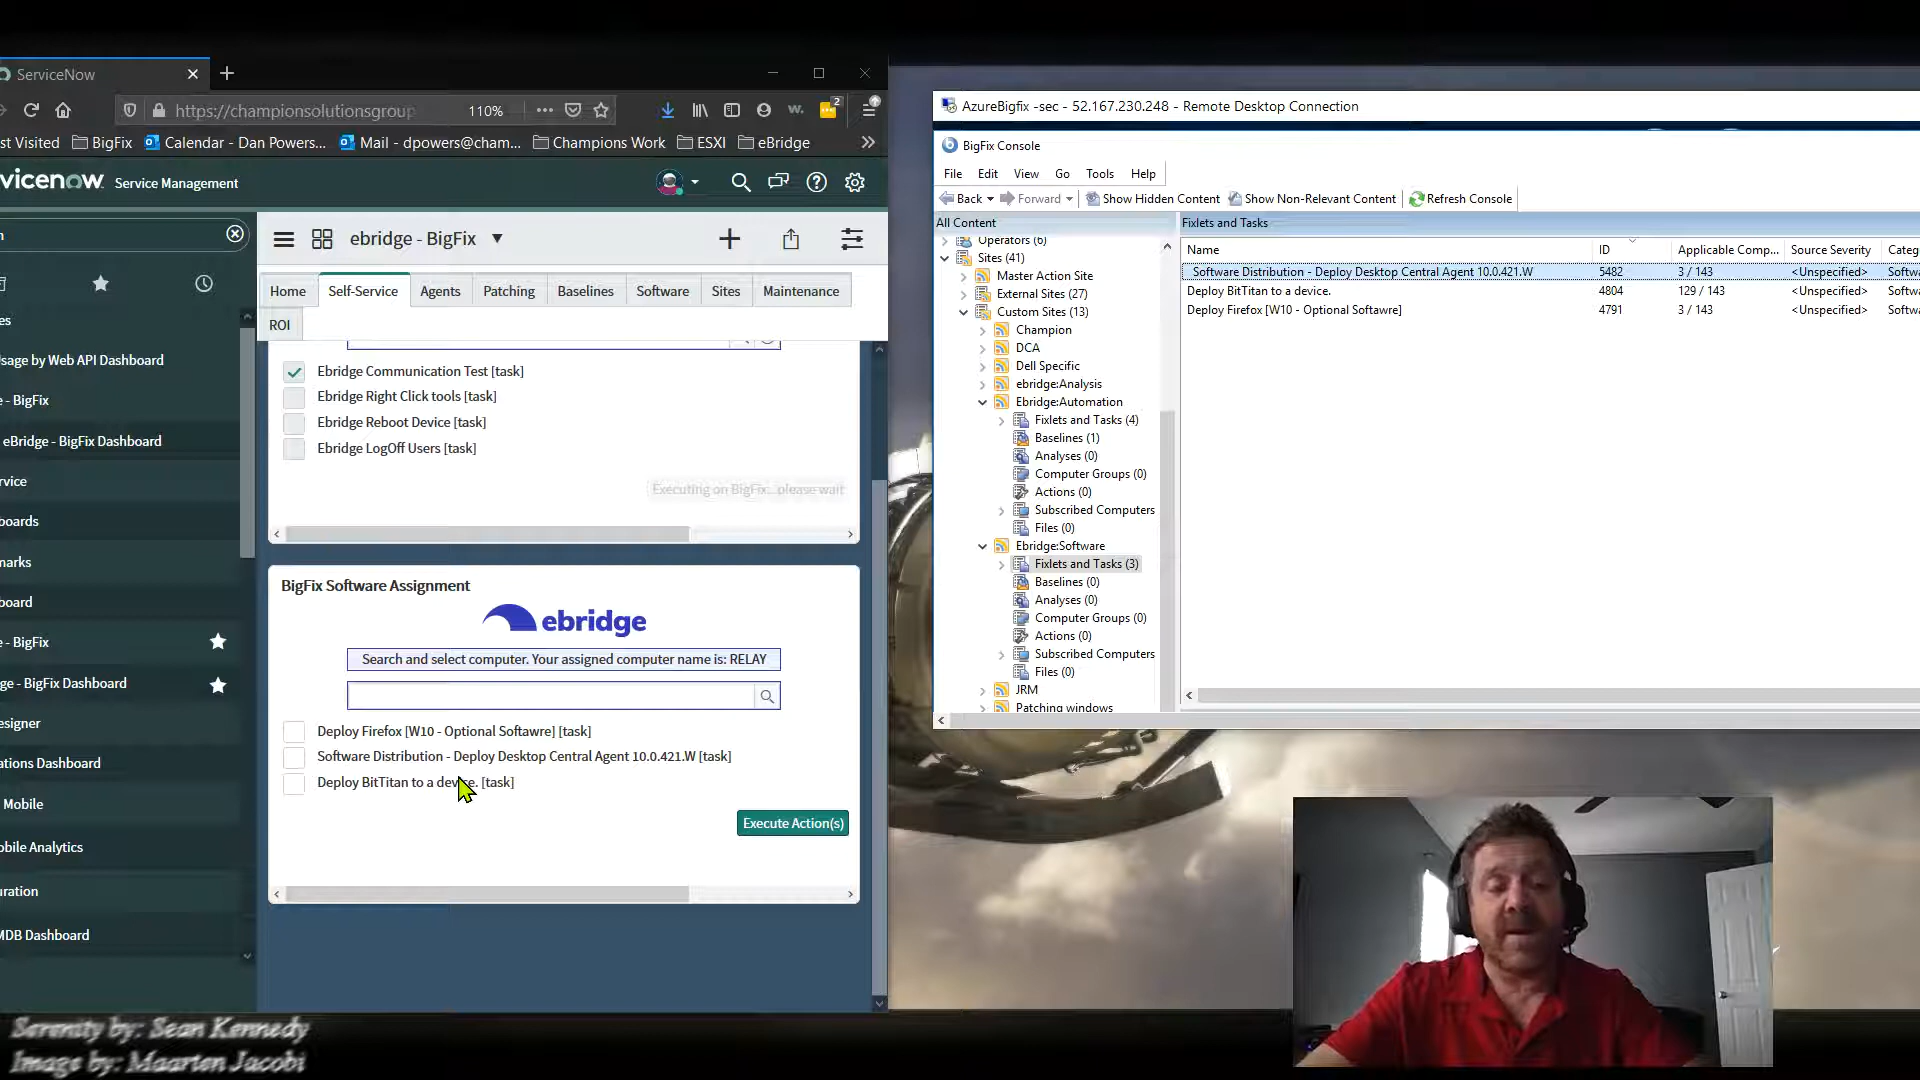 ServiceNow
https://championsolutionsgroup
110%
2
st Visited
BigFix
Calendar - Dan Powers...
Mail - dpowers@cham...
Champions Work
ESXI
eBridge
vicenow
Service Management
n
ebridge - BigFix
Home
Self-Service
Agents
Patching
Baselines
Software
Sites
Maintenance
ROI
es
sage by Web API Dashboard
e - BigFix
eBridge - BigFix Dashboard
rvice
boards
marks
board
e - BigFix
ge - BigFix Dashboard
esigner
ations Dashboard
Mobile
obile Analytics
uration
MDB Dashboard
Ebridge Communication Test [task]
Ebridge Right Click tools [task]
Ebridge Reboot Device [task]
Ebridge LogOff Users [task]
Executing on BigFix...please wait
BigFix Software Assignment
ebridge
Search and select computer. Your assigned computer name is: RELAY
Deploy Firefox [W10 - Optional Softawre] [task]
Software Distribution - Deploy Desktop Central Agent 10.0.421.W [task]
Deploy BitTitan to a device. [task]
Execute Action(s)
AzureBigfix -sec - 52.167.230.248 - Remote Desktop Connection
BigFix Console
File Edit View Go Tools Help
Back Forward Show Hidden Content Show Non-Relevant Content Refresh Console
All Content
Operators (6)
Sites (41)
Master Action Site
External Sites (27)
Custom Sites (13)
Champion
DCA
Dell Specific
ebridge:Analysis
Ebridge:Automation
Fixlets and Tasks (4)
Baselines (1)
Analyses (0)
Computer Groups (0)
Actions (0)
Subscribed Computers
Files (0)
Ebridge:Software
Fixlets and Tasks (3)
Baselines (0)
Analyses (0)
Computer Groups (0)
Actions (0)
Subscribed Computers
Files (0)
JRM
Patching windows
Fixlets and Tasks
Name ID Applicable Comp... Source Severity Categ
Software Distribution - Deploy Desktop Central Agent 10.0.421.W 5482 3 / 143 <Unspecified> Softwa
Deploy BitTitan to a device. 4804 129 / 143 <Unspecified> Softwa
Deploy Firefox [W10 - Optional Softawre] 4791 3 / 143 <Unspecified> Softwa
Serenity by: Sean Kennedy
Image by: Maarten Jacobi